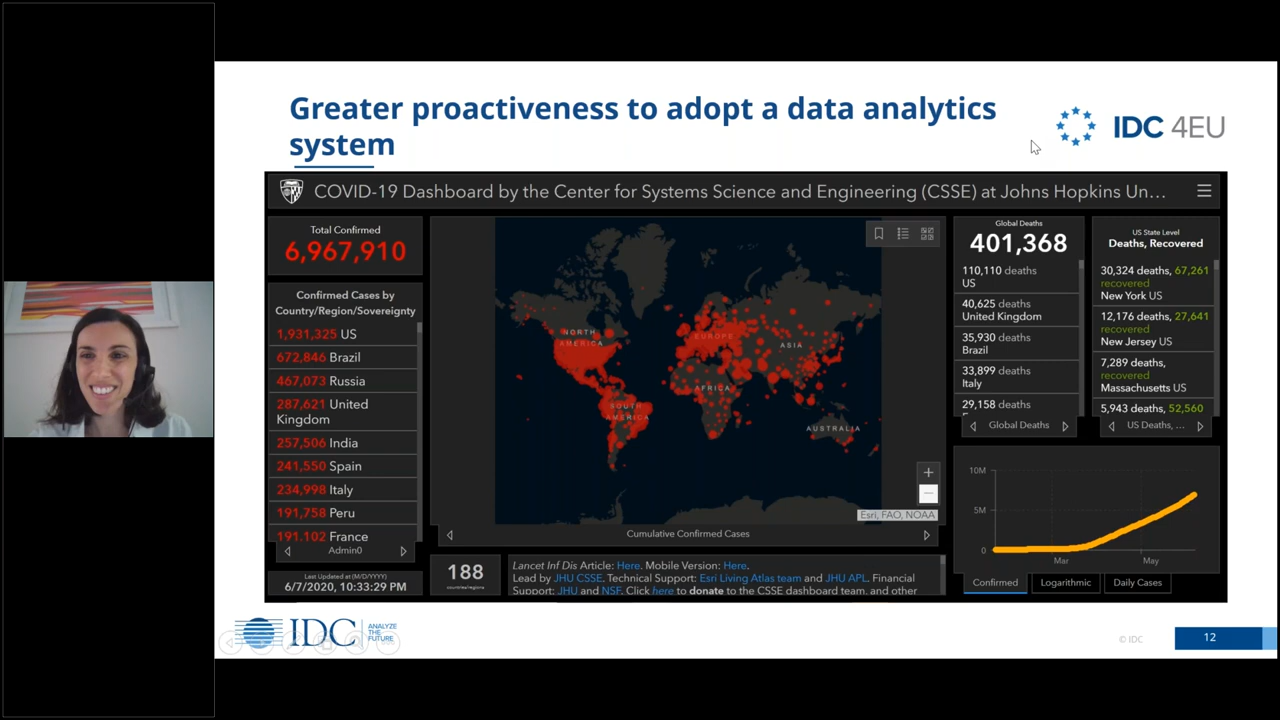 Greater proactiveness to adopt a data analytics
system
IDC 4EU
COVID-19 Dashboard by the Center for Systems Science and Engineering (CSSE) at Johns Hopkins Un…
Total Confirmed
6,967,910
Confirmed Cases by
Country/Region/Sovereignty
1,931,325 US
672,846 Brazil
467,073 Russia
287,621 United
Kingdom
257,506 India
241,550 Spain
234,998 Italy
191,758 Peru
191,102 France
Admin0
Last Updated at (M/D/YYYY)
6/7/2020, 10:33:29 PM
NORTH
AMERICA
EUROPE
ASIA
AFRICA
SOUTH
AMERICA
AUSTRALIA
Esri, FAO, NOAA
Cumulative Confirmed Cases
188
countries/regions
Lancet Inf Dis Article: Here. Mobile Version: Here.
Lead by JHU CSSE. Technical Support: Esri Living Atlas team and JHU APL. Financial
Support: JHU and NSF. Click here to donate to the CSSE dashboard team, and other
Global Deaths
401,368
110,110 deaths
US
40,625 deaths
United Kingdom
35,930 deaths
Brazil
33,899 deaths
Italy
29,158 deaths
Global Deaths
US State Level
Deaths, Recovered
30,324 deaths, 67,261
recovered
New York US
12,176 deaths, 27,641
recovered
New Jersey US
7,289 deaths,
recovered
Massachusetts US
5,943 deaths, 52,560
US Deaths, …
10M
5M
0
Mar
May
Confirmed
Logarithmic
Daily Cases
IDC
ANALYZE
THE
FUTURE
© IDC
12